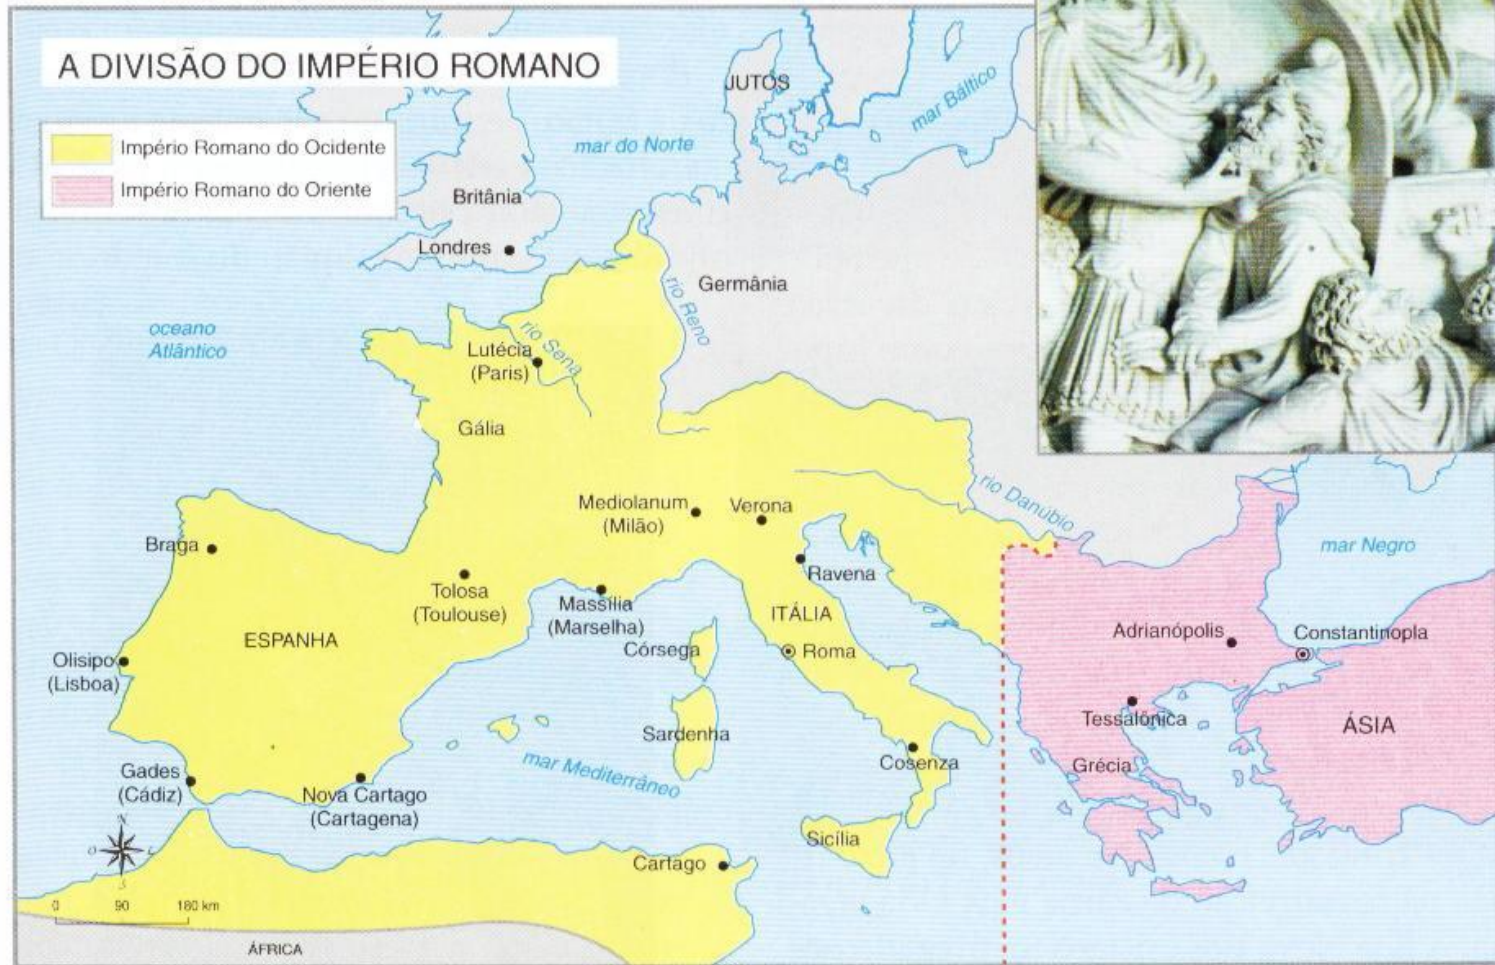 A DIVISÃO DO IMPÉRIO ROMANO
Império Romano do Ocidente
Império Romano do Oriente
JUTOS
mar Báltico
mar do Norte
Britânia
Londres
Germânia
rio Reno
oceano
Atlântico
rio Sena
Lutécia
(Paris)
Gália
Mediolanum
(Milão)
Verona
rio Danúbio
mar Negro
Braga
Ravena
Tolosa
(Toulouse)
Massília
(Marselha)
ITÁLIA
Adrianópolis
Constantinopla
ESPANHA
Córsega
Roma
Olisipo
(Lisboa)
Tessalônica
ÁSIA
Sardenha
Grécia
mar Mediterrâneo
Cosenza
Gades
(Cádiz)
Nova Cartago
(Cartagena)
N
O
L
S
Sicília
Cartago
0 90 180 km
ÁFRICA